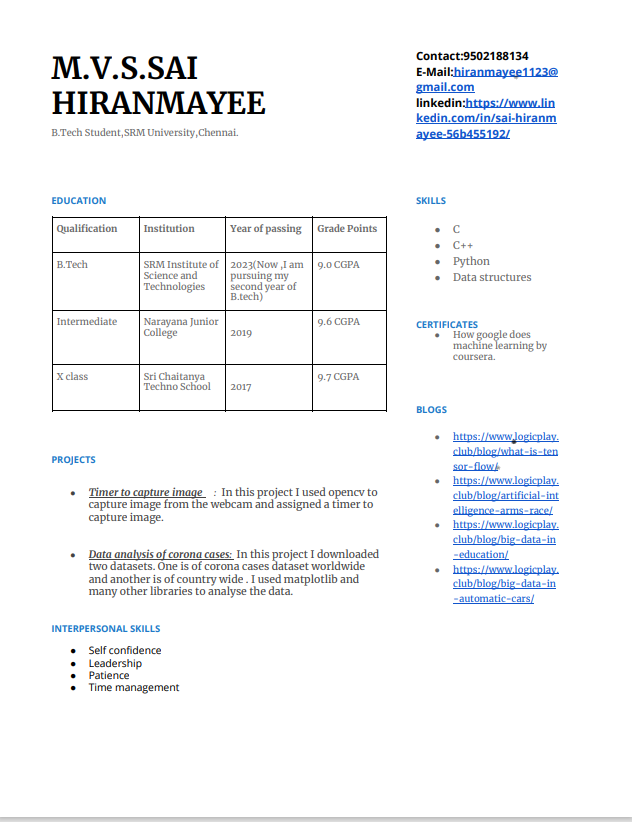 M.V.S.SAI
HIRANMAYEE
B.Tech Student,SRM University,Chennai.
Contact:9502188134
E-Mail:hiranmayee1123@
gmail.com
linkedin:https://www.lin
kedin.com/in/sai-hiranm
ayee-56b455192/
EDUCATION
Qualification Institution Year of passing Grade Points
B.Tech SRM Institute of 2023(Now ,I am 9.0 CGPA
Science and pursuing my
Technologies second year of
B.tech)
Intermediate Narayana Junior 9.6 CGPA
College 2019
X class Sri Chaitanya 9.7 CGPA
Techno School 2017
PROJECTS
● Timer to capture image : In this project I used opencv to
capture image from the webcam and assigned a timer to
capture image.
● Data analysis of corona cases: In this project I downloaded
two datasets. One is of corona cases dataset worldwide
and another is of country wide . I used matplotlib and
many other libraries to analyse the data.
INTERPERSONAL SKILLS
● Self confidence
● Leadership
● Patience
● Time management
SKILLS
● C
● C++
● Python
● Data structures
CERTIFICATES
● How google does
machine learning by
coursera.
BLOGS
● https://www.logicplay.
club/blog/what-is-ten
sor-flow/
● https://www.logicplay.
club/blog/artificial-int
elligence-arms-race/
● https://www.logicplay.
club/blog/big-data-in
-education/
● https://www.logicplay.
club/blog/big-data-in
-automatic-cars/